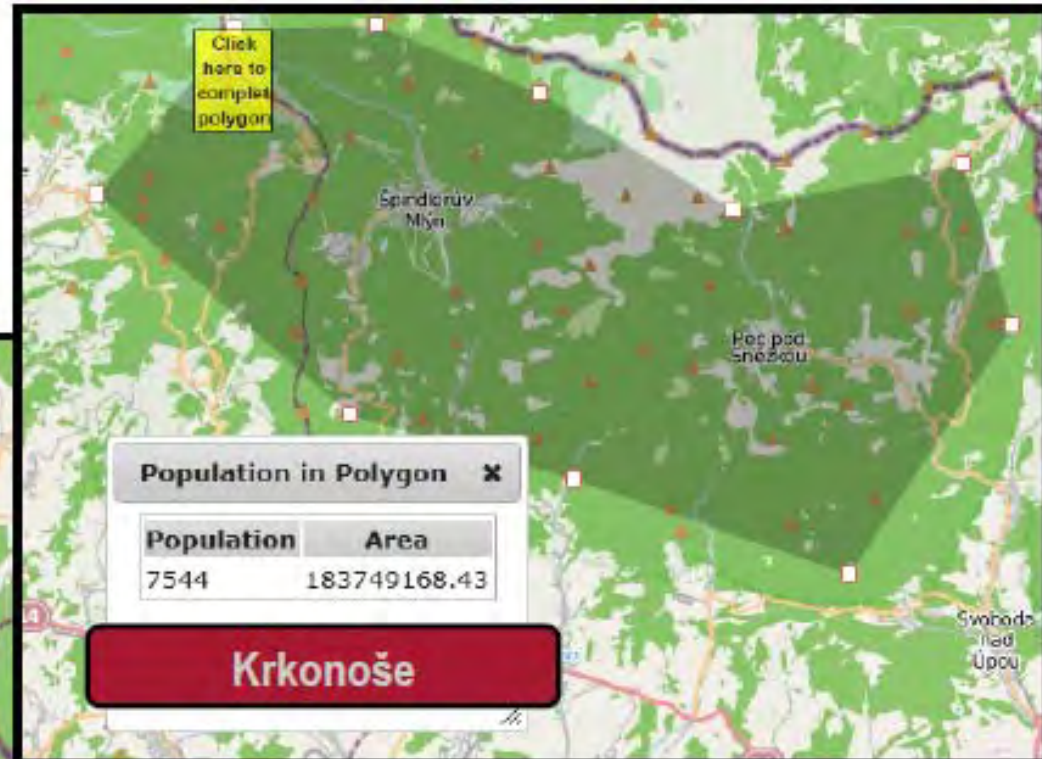 Click
here to
complet
polygon
Špindlerův
Mlýn
Pec pod
Sněžkou
Population in Polygon ×
Population Area
7544 183749168.43
Krkonoše
Svoboda
nad
Úpou